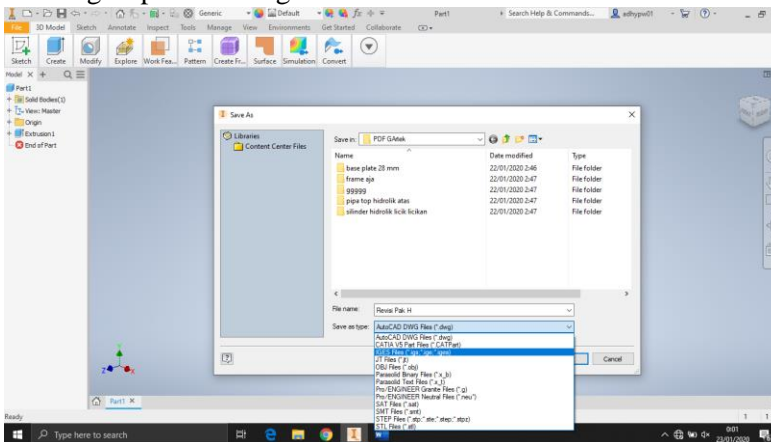 Generic
Default
Part1
Search Help & Commands...
adhypw01
File 3D Model Sketch Annotate Inspect Tools Manage View Environments Get Started Collaborate
Sketch Create Modify Explore Work Fea... Pattern Create Fr... Surface Simulation Convert
Model
Part1
Solid Bodies(1)
View: Master
Origin
Extrusion1
End of Part
Save As
Libraries
Content Center Files
Save in: PDF GAtek
Name Date modified Type
base plate 28 mm 22/01/2020 2:46 File folder
frame aja 22/01/2020 2:47 File folder
99999 22/01/2020 2:47 File folder
pipa top hidrolik atas 22/01/2020 2:47 File folder
silinder hidrolik licik licikan 22/01/2020 2:47 File folder
File name: Revisi Pak H
Save as type: AutoCAD DWG Files (*.dwg)
AutoCAD DWG Files (*.dwg)
CATIA V5 Part Files (*.CATPart)
IGES Files (*.igs;*.ige;*.iges)
JT Files (*.jt)
OBJ Files (*.obj)
Parasolid Binary Files (*.x_b)
Parasolid Text Files (*.x_t)
Pro/ENGINEER Granite Files (*.g)
Pro/ENGINEER Neutral Files (*.neu*)
SAT Files (*.sat)
SMT Files (*.smt)
STEP Files (*.stp;*.ste;*.step;*.stpz)
STL Files (*.stl)
Cancel
Part1
Ready
1 1
Type here to search
0:01
23/01/2020